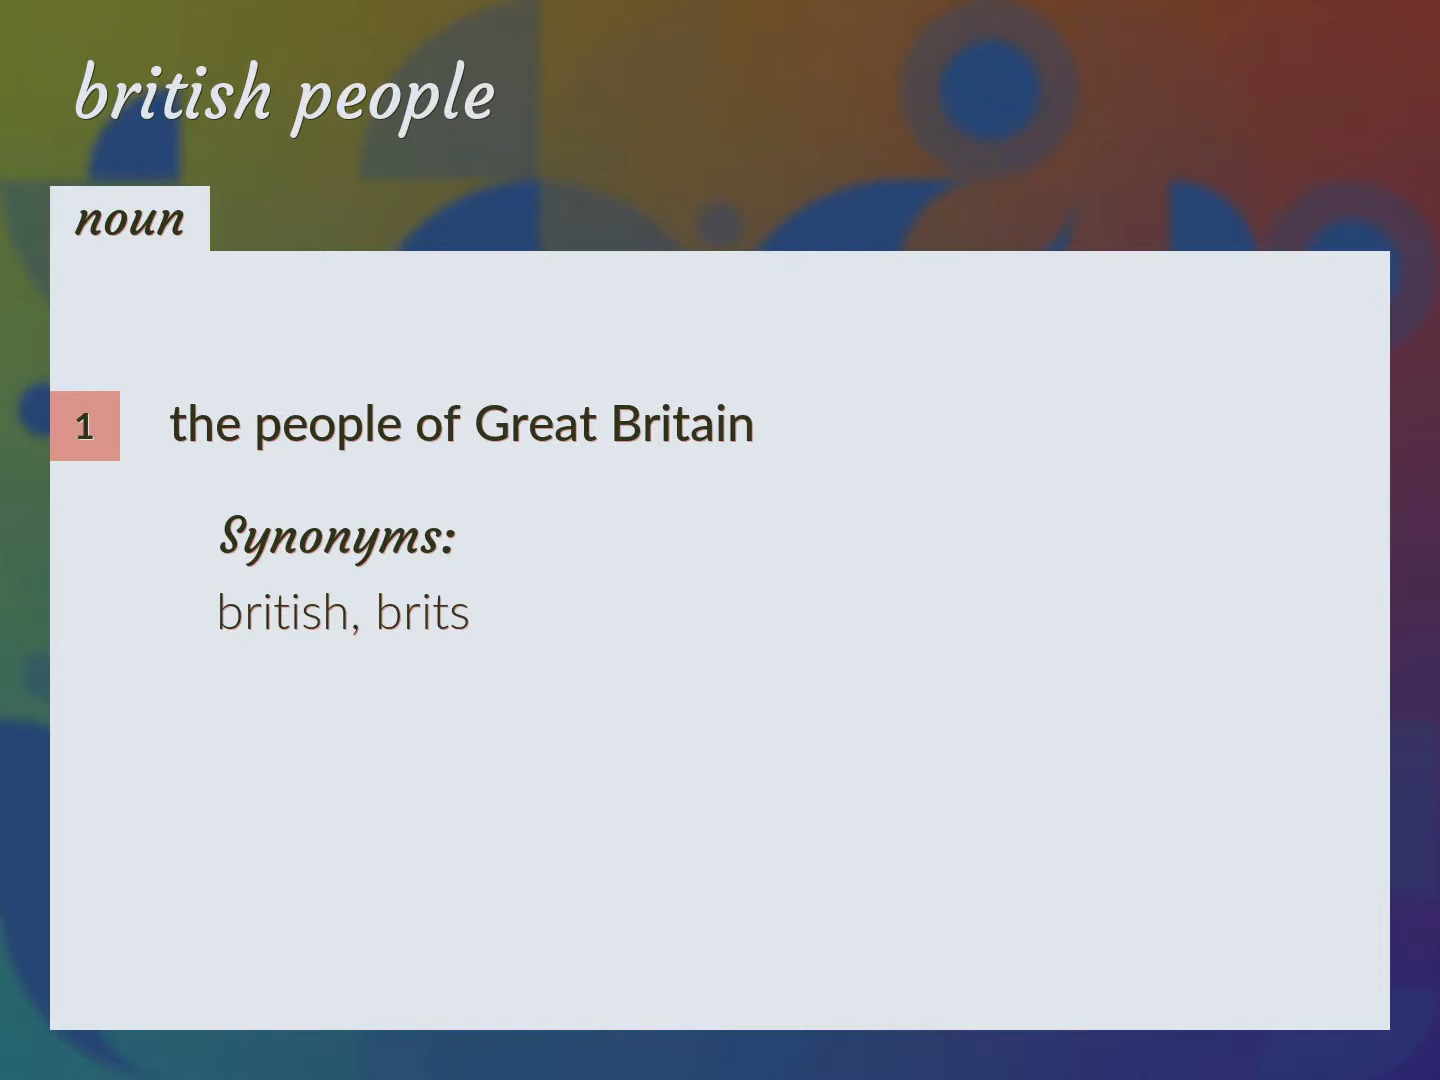 british people
noun
1
the people of Great Britain
Synonyms:
british, brits